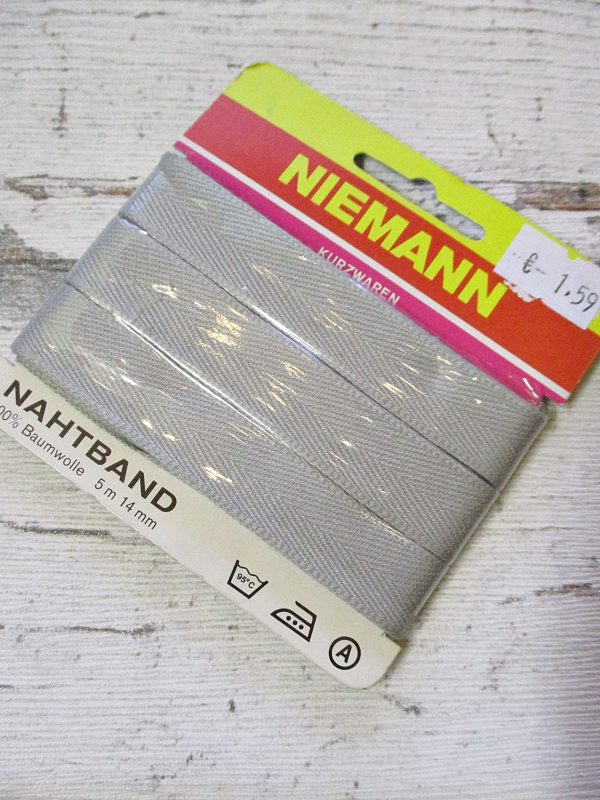 NIEMANN
KURZWAREN
€- 1.59
NAHTBAND
00% Baumwolle 5 m 14 mm
95°C
A